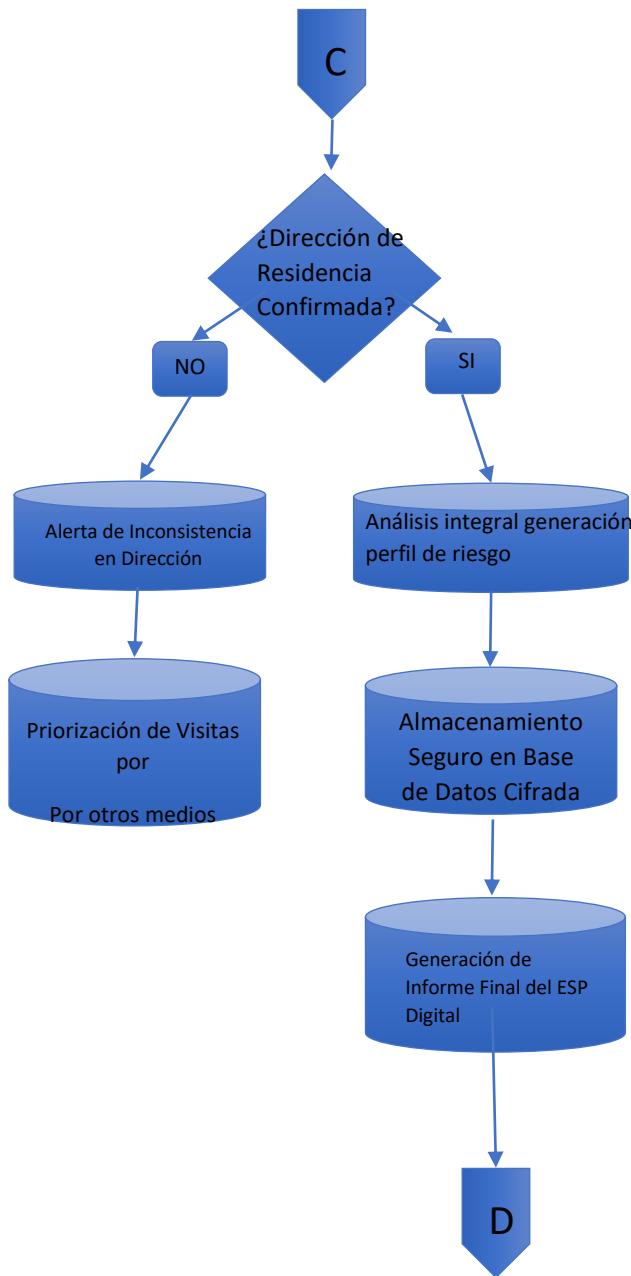 C
¿Dirección de
Residencia
Confirmada?
NO
SI
Alerta de Inconsistencia
en Dirección
Análisis integral generación
perfil de riesgo
Priorización de Visitas
por
Por otros medios
Almacenamiento
Seguro en Base
de Datos Cifrada
Generación de
Informe Final del ESP
Digital
D